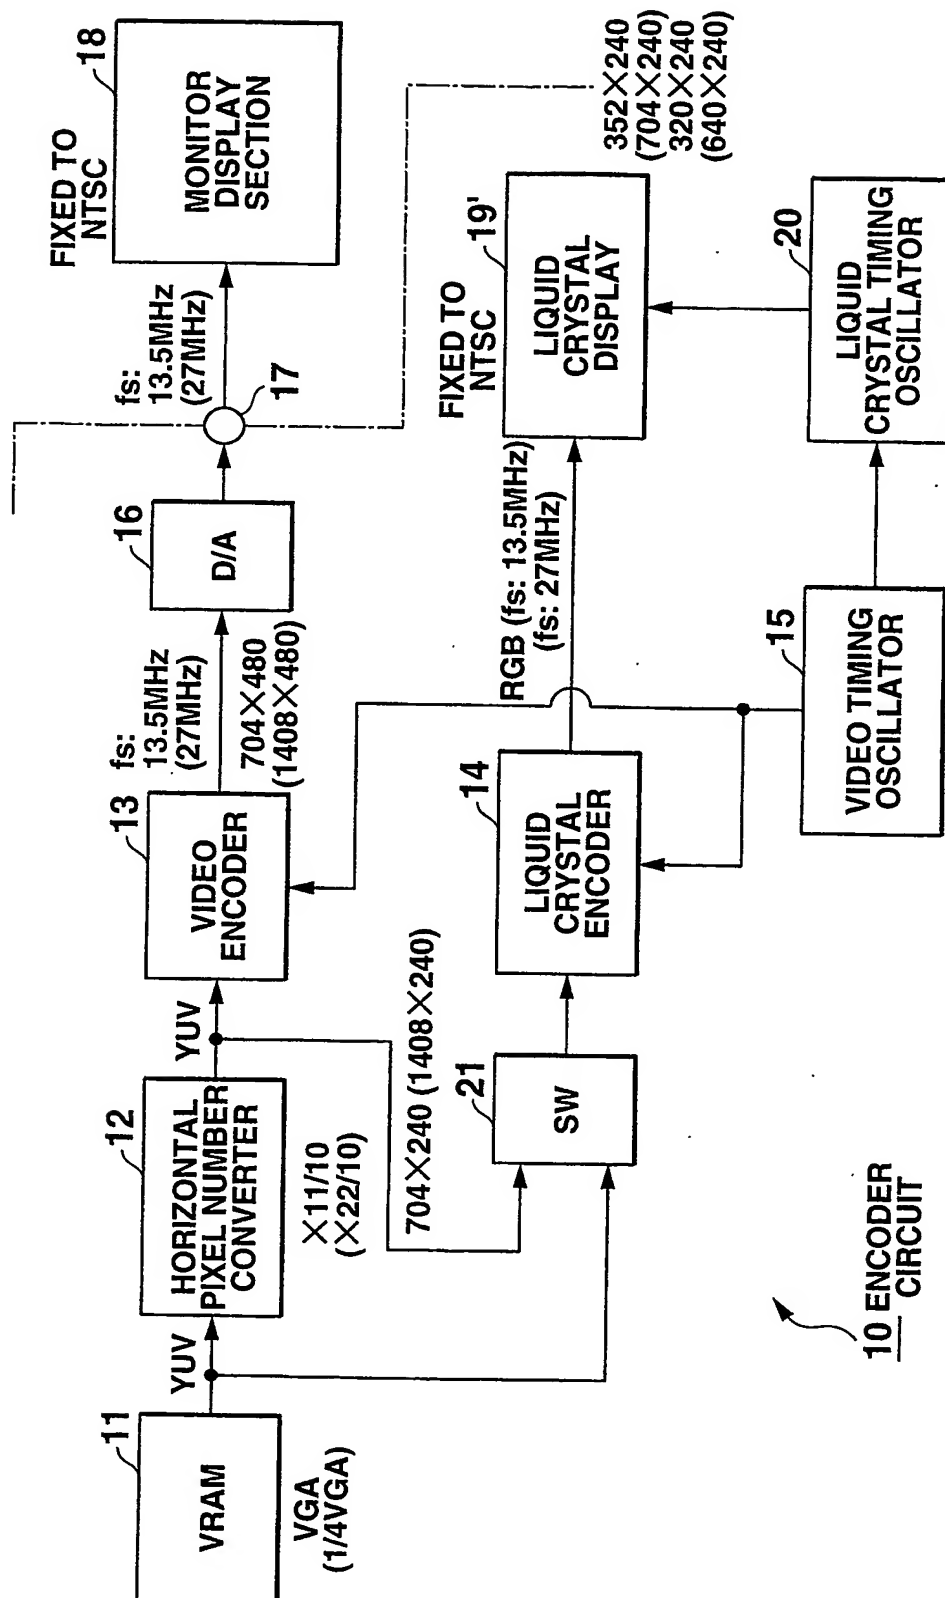 11
VRAM
VGA
(1/4VGA)
YUV
12
HORIZONTAL
PIXEL NUMBER
CONVERTER
×11/10
(×22/10)
YUV
13
VIDEO
ENCODER
fs:
13.5MHz
(27MHz)
704×480
(1408×480)
16
D/A
17
fs:
13.5MHz
(27MHz)
FIXED TO
NTSC
18
MONITOR
DISPLAY
SECTION
704×240 (1408×240)
21
SW
14
LIQUID
CRYSTAL
ENCODER
RGB (fs: 13.5MHz)
(fs: 27MHz)
FIXED TO
NTSC
19'
LIQUID
CRYSTAL
DISPLAY
352×240
(704×240)
320×240
(640×240)
15
VIDEO TIMING
OSCILLATOR
20
LIQUID
CRYSTAL TIMING
OSCILLATOR
10 ENCODER
CIRCUIT